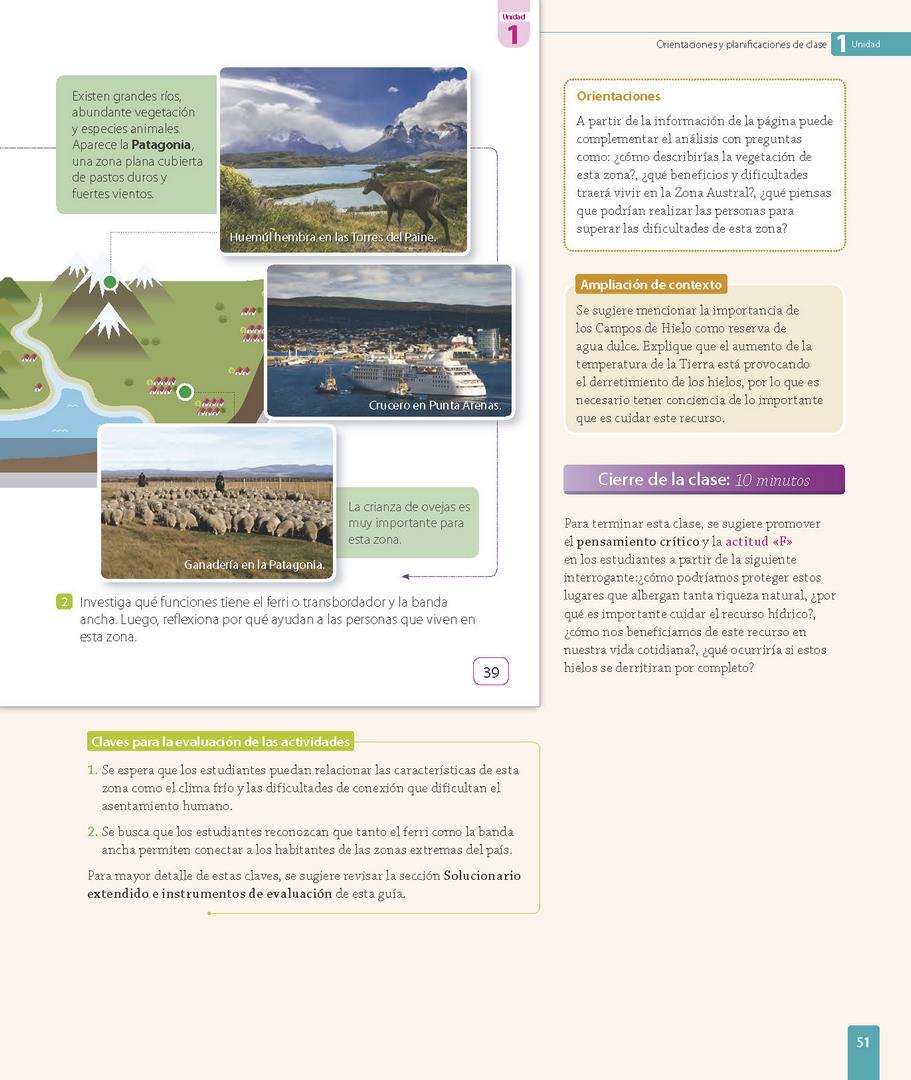 Unidad
1
Orientaciones y planificaciones de clase
1
Unidad
Existen grandes ríos,
abundante vegetación
y especies animales.
Aparece la Patagonia,
una zona plana cubierta
de pastos duros y
fuertes vientos.
Huemúl hembra en las Torres del Paine.
Crucero en Punta Arenas.
Ganadería en la Patagonia.
La crianza de ovejas es
muy importante para
esta zona.
2 Investiga qué funciones tiene el ferri o transbordador y la banda
ancha. Luego, reflexiona por qué ayudan a las personas que viven en
esta zona.
39
Orientaciones
A partir de la información de la página puede
complementar el análisis con preguntas
como: ¿cómo describirías la vegetación de
esta zona?, ¿qué beneficios y dificultades
traerá vivir en la Zona Austral?, ¿qué piensas
que podrían realizar las personas para
superar las dificultades de esta zona?
Ampliación de contexto
Se sugiere mencionar la importancia de
los Campos de Hielo como reserva de
agua dulce. Explique que el aumento de la
temperatura de la Tierra está provocando
el derretimiento de los hielos, por lo que es
necesario tener conciencia de lo importante
que es cuidar este recurso.
Cierre de la clase: 10 minutos
Para terminar esta clase, se sugiere promover
el pensamiento crítico y la actitud «F»
en los estudiantes a partir de la siguiente
interrogante:¿cómo podríamos proteger estos
lugares que albergan tanta riqueza natural, ¿por
qué es importante cuidar el recurso hídrico?,
¿cómo nos beneficiamos de este recurso en
nuestra vida cotidiana?, ¿qué ocurriría si estos
hielos se derritiran por completo?
Claves para la evaluación de las actividades
1. Se espera que los estudiantes puedan relacionar las características de esta
zona como el clima frío y las dificultades de conexión que dificultan el
asentamiento humano.
2. Se busca que los estudiantes reconozcan que tanto el ferri como la banda
ancha permiten conectar a los habitantes de las zonas extremas del país.
Para mayor detalle de estas claves, se sugiere revisar la sección Solucionario
extendido e instrumentos de evaluación de esta guía.
51